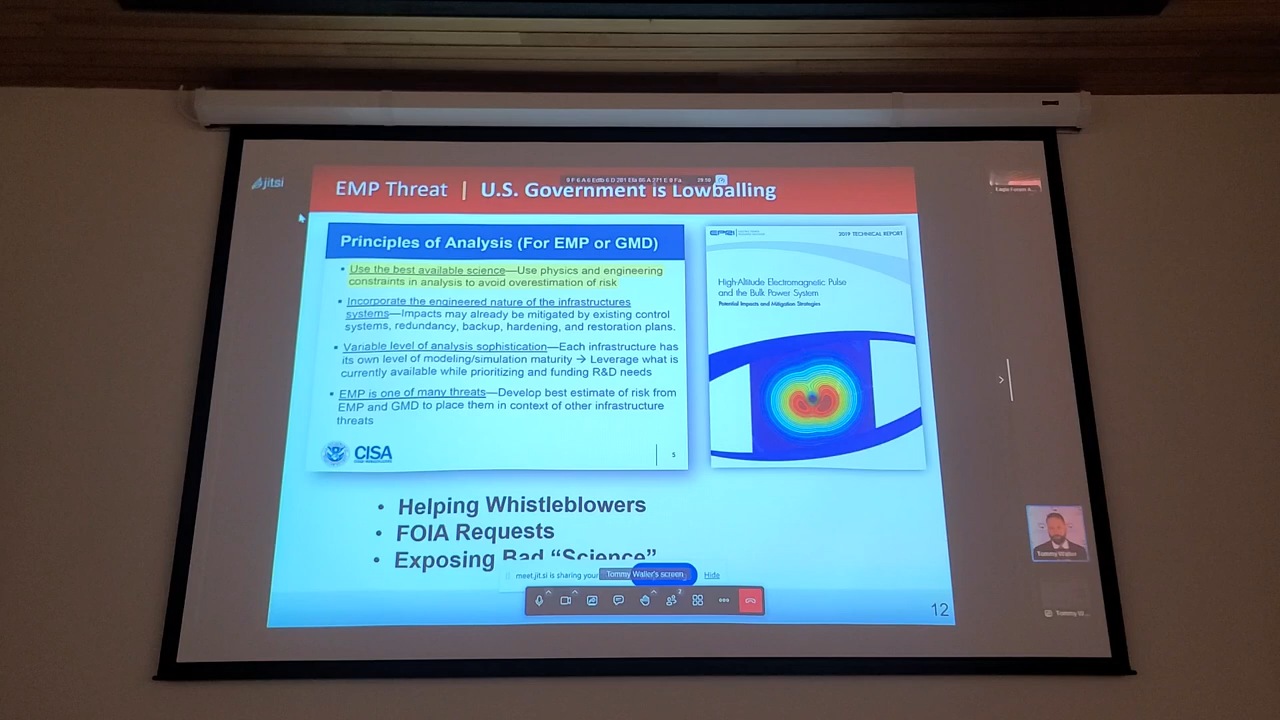 jitsi
EMP Threat | U.S. Government is Lowballing
29:50
Principles of Analysis (For EMP or GMD)
• Use the best available science—Use physics and engineering
constraints in analysis to avoid overestimation of risk
• Incorporate the engineered nature of the infrastructures
systems—Impacts may already be mitigated by existing control
systems, redundancy, backup, hardening, and restoration plans.
• Variable level of analysis sophistication—Each infrastructure has
its own level of modeling/simulation maturity → Leverage what is
currently available while prioritizing and funding R&D needs
• EMP is one of many threats—Develop best estimate of risk from
EMP and GMD to place them in context of other infrastructure
threats
CISA
5
EPRI
2019 TECHNICAL REPORT
High-Altitude Electromagnetic Pulse
and the Bulk Power System
Potential Impacts and Mitigation Strategies
• Helping Whistleblowers
• FOIA Requests
• Exposing Bad “Science”
meet.jit.si is sharing your
Tommy Waller's screen
Hide
2
12
Tommy Waller
Tommy W...